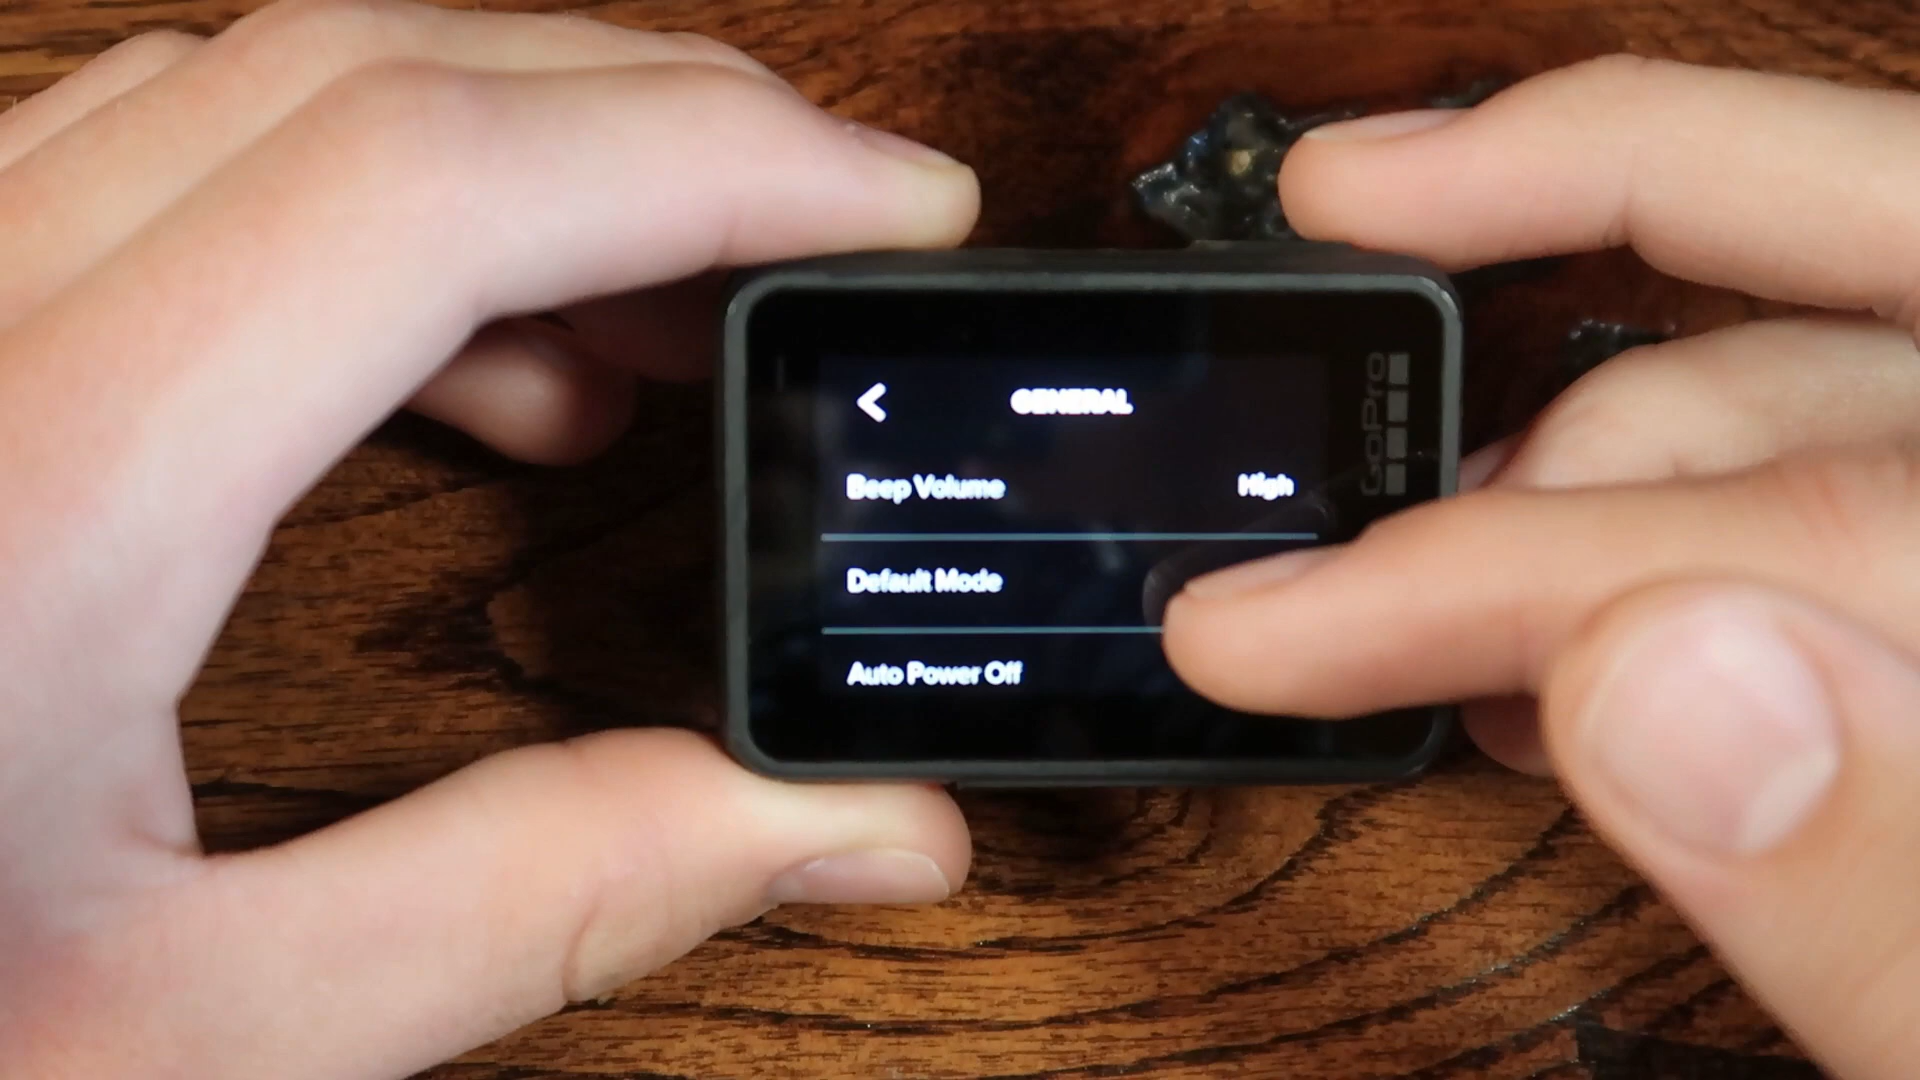 GENERAL
Beep Volume High
Default Mode
Auto Power Off
GoPro